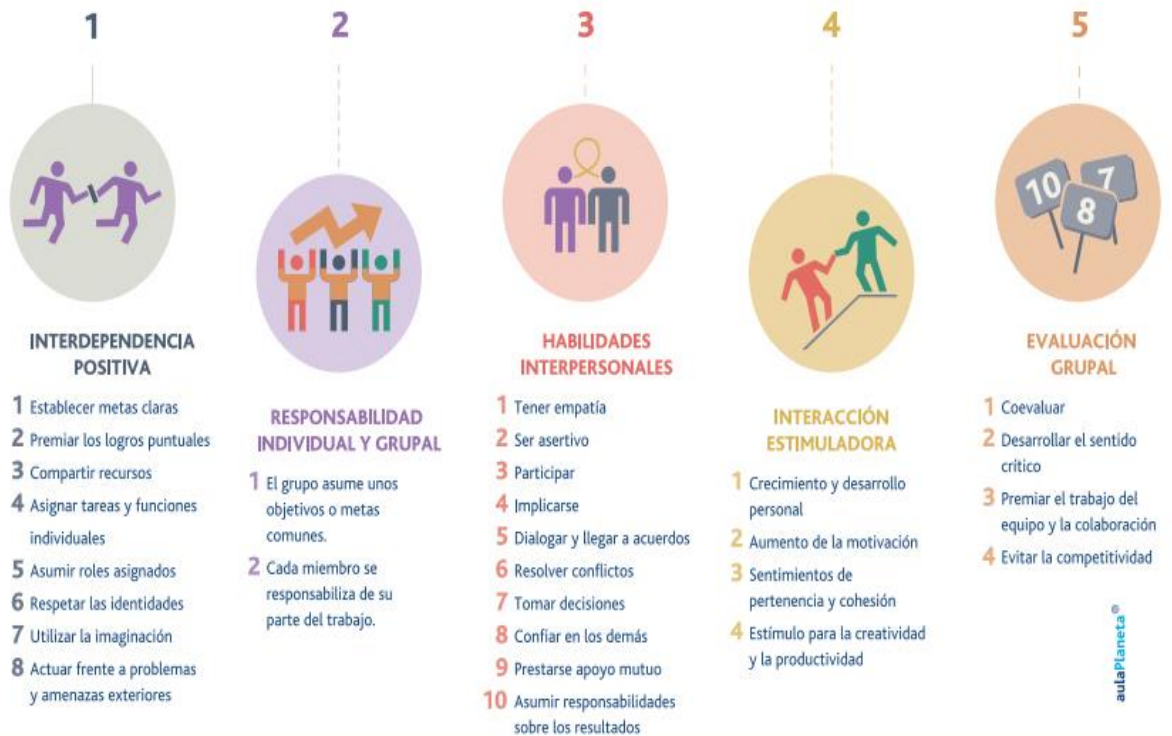 1
INTERDEPENDENCIA
POSITIVA
1 Establecer metas claras
2 Premiar los logros puntuales
3 Compartir recursos
4 Asignar tareas y funciones
individuales
5 Asumir roles asignados
6 Respetar las identidades
7 Utilizar la imaginación
8 Actuar frente a problemas
y amenazas exteriores
2
RESPONSABILIDAD
INDIVIDUAL Y GRUPAL
1 El grupo asume unos
objetivos o metas
comunes.
2 Cada miembro se
responsabiliza de su
parte del trabajo.
3
HABILIDADES
INTERPERSONALES
1 Tener empatía
2 Ser asertivo
3 Participar
4 Implicarse
5 Dialogar y llegar a acuerdos
6 Resolver conflictos
7 Tomar decisiones
8 Confiar en los demás
9 Prestarse apoyo mutuo
10 Asumir responsabilidades
sobre los resultados
4
INTERACCIÓN
ESTIMULADORA
1 Crecimiento y desarrollo
personal
2 Aumento de la motivación
3 Sentimientos de
pertenencia y cohesión
4 Estímulo para la creatividad
y la productividad
5
10
7
8
EVALUACIÓN
GRUPAL
1 Coevaluar
2 Desarrollar el sentido
crítico
3 Premiar el trabajo del
equipo y la colaboración
4 Evitar la competitividad
aulaPlaneta®